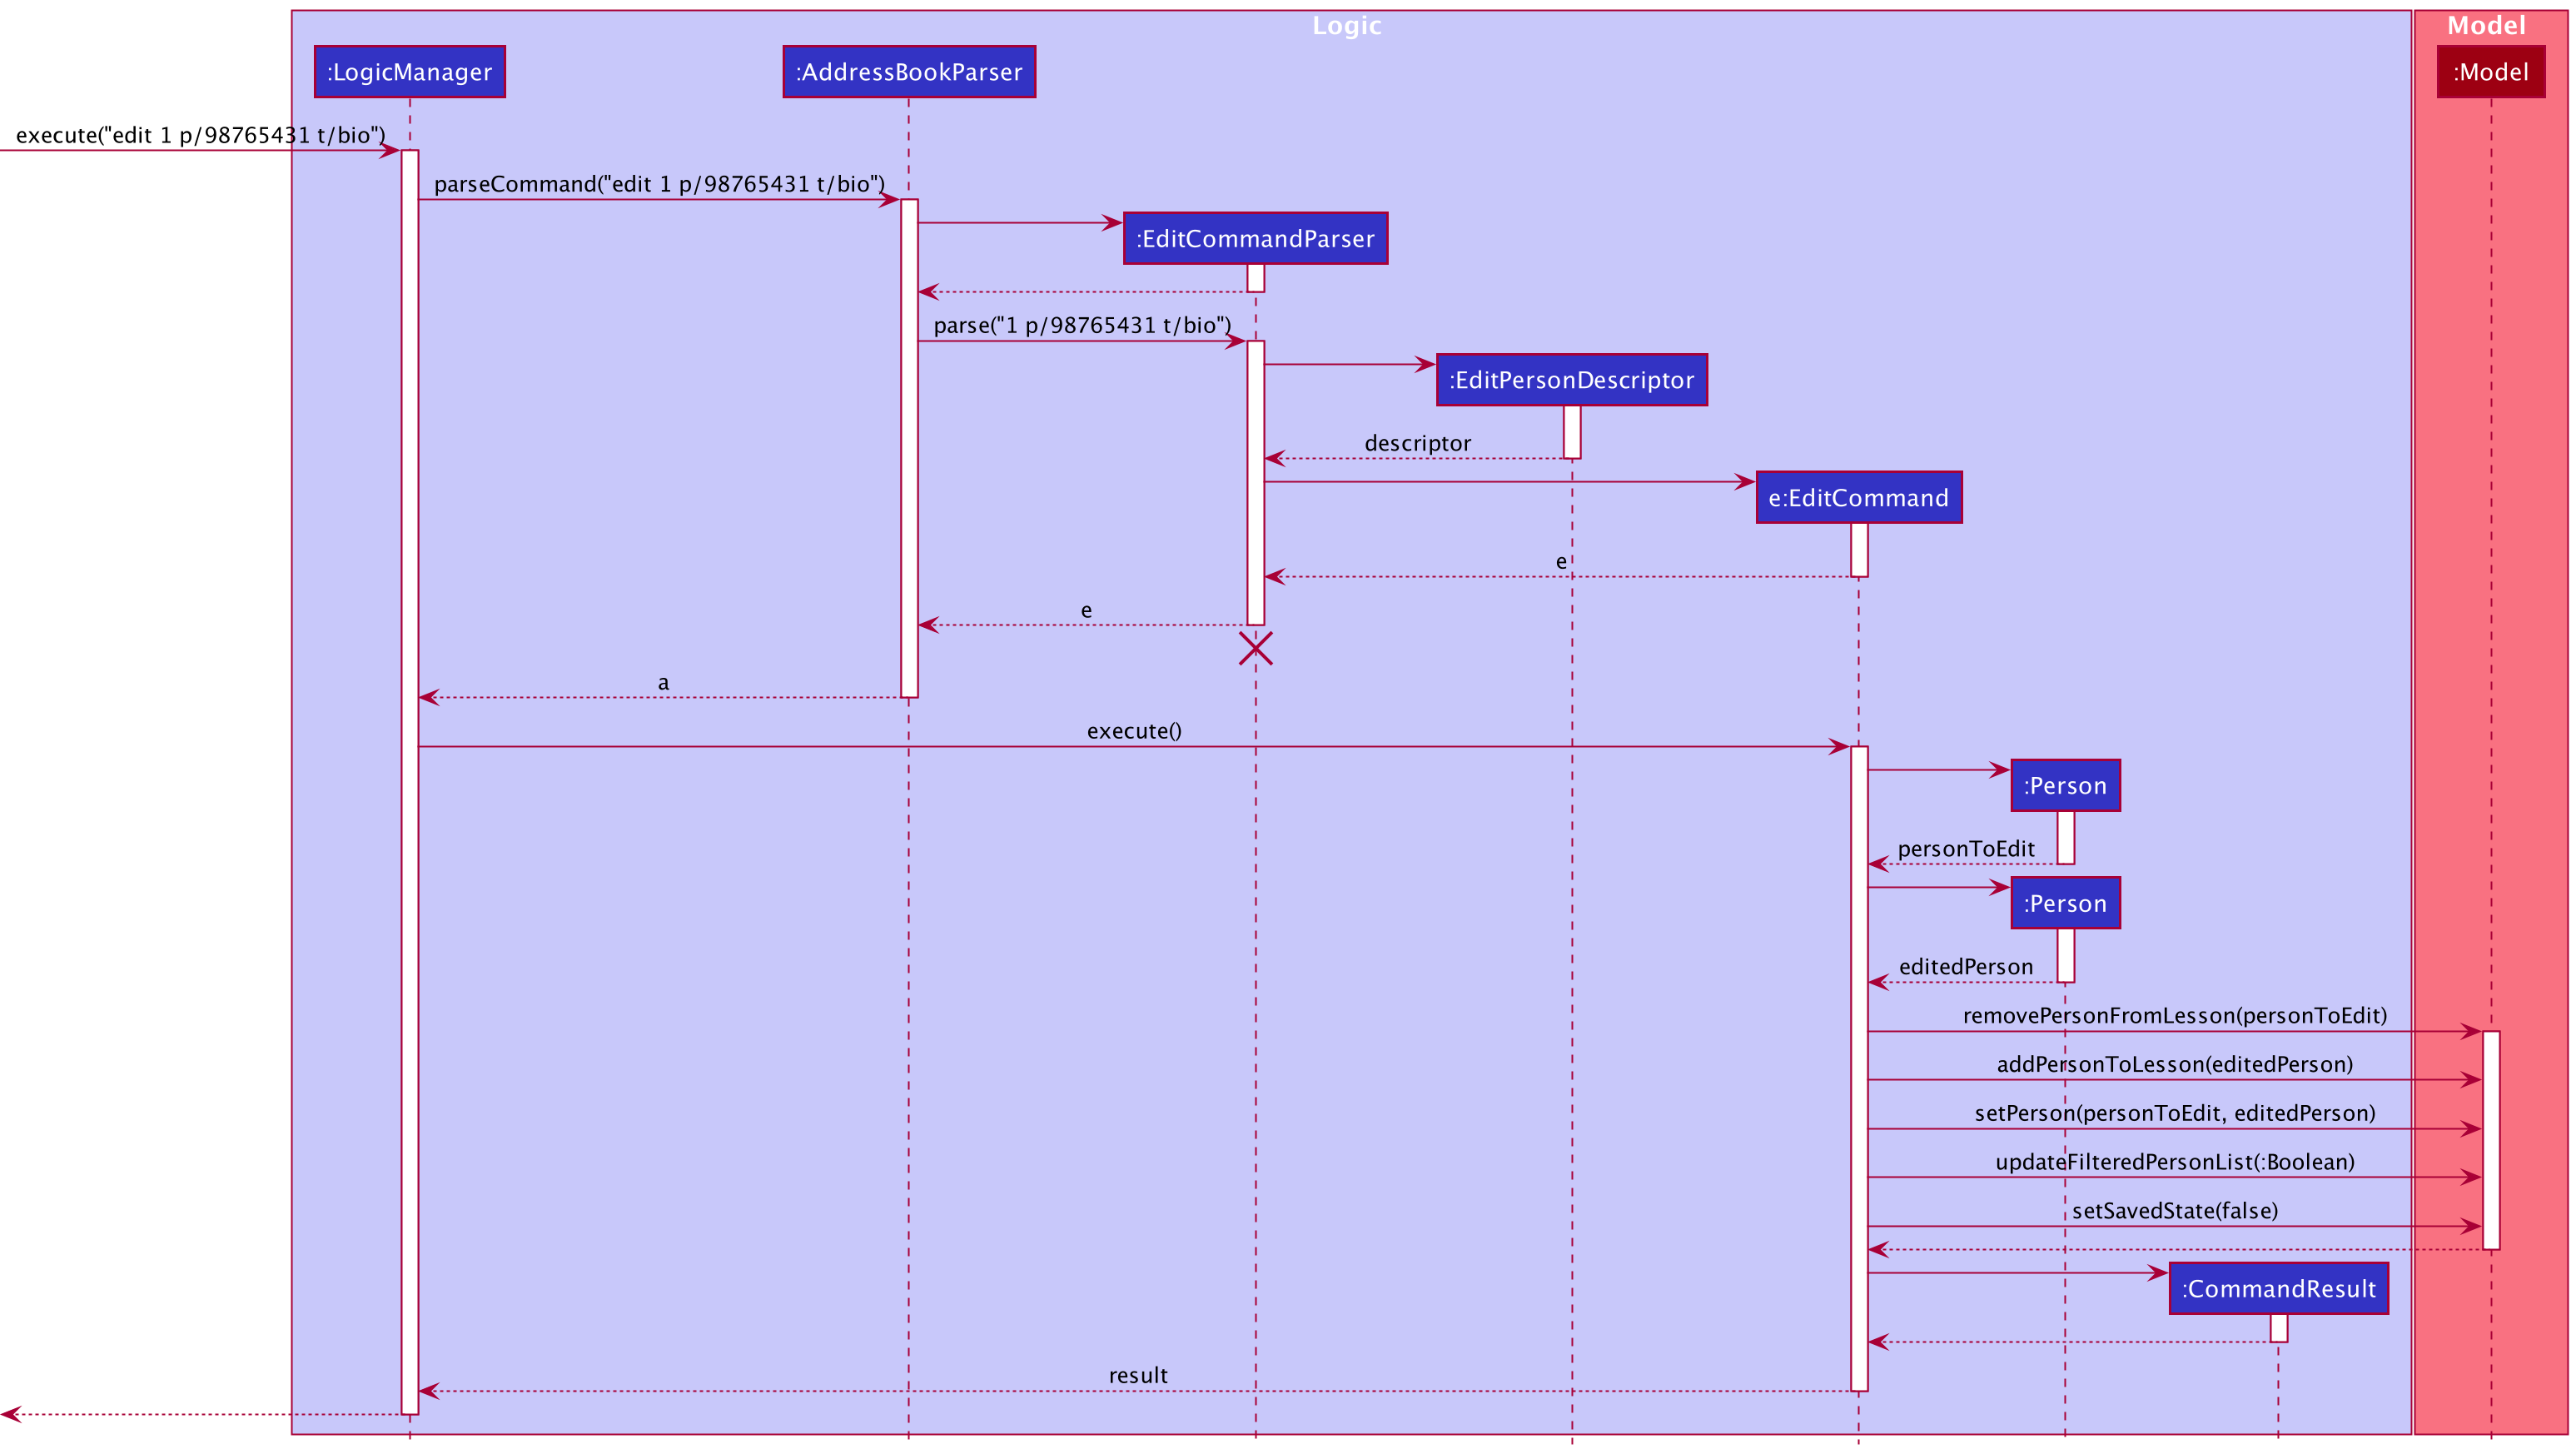 Logic
Model
:LogicManager
:AddressBookParser
:Model
execute("edit 1 p/98765431 t/bio")
parseCommand("edit 1 p/98765431 t/bio")
:EditCommandParser
parse("1 p/98765431 t/bio")
:EditPersonDescriptor
descriptor
e:EditCommand
e
e
a
execute()
:Person
personToEdit
:Person
editedPerson
removePersonFromLesson(personToEdit)
addPersonToLesson(editedPerson)
setPerson(personToEdit, editedPerson)
updateFilteredPersonList(:Boolean)
setSavedState(false)
:CommandResult
result